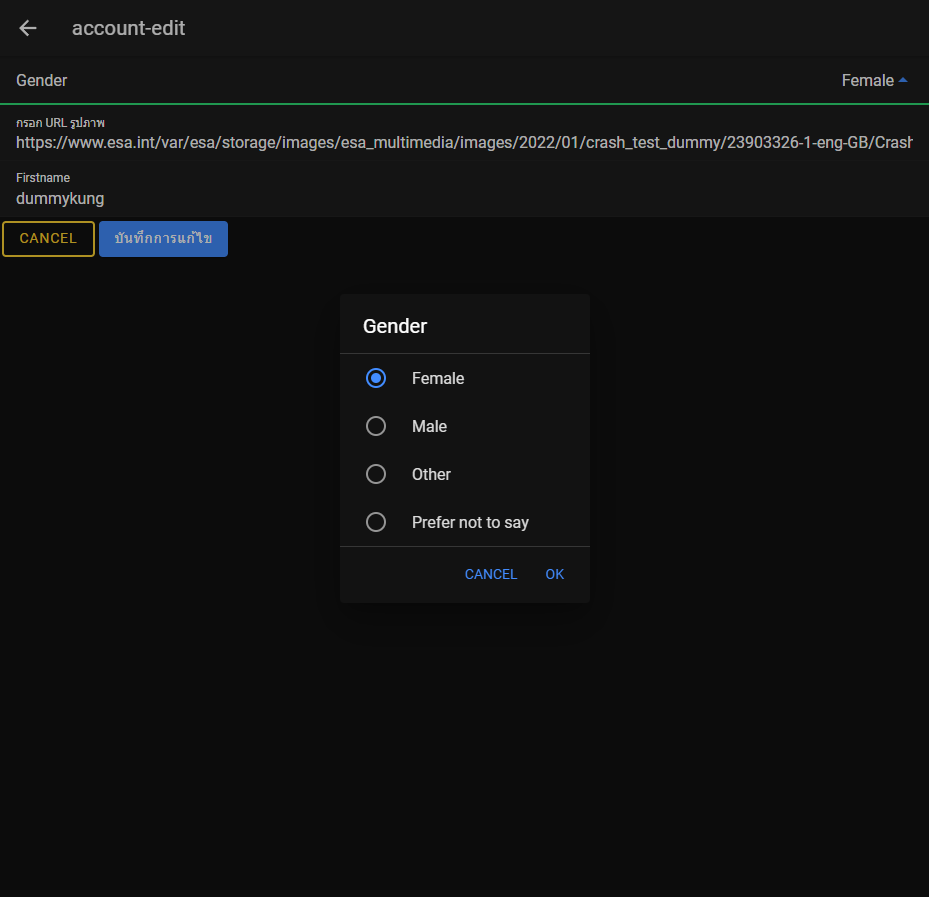 account-edit
Gender Female
กรอก URL รูปภาพ
https://www.esa.int/var/esa/storage/images/esa_multimedia/images/2022/01/crash_test_dummy/23903326-1-eng-GB/Crash
Firstname
dummykung
CANCEL บันทึกการแก้ไข
Gender
Female
Male
Other
Prefer not to say
CANCEL OK